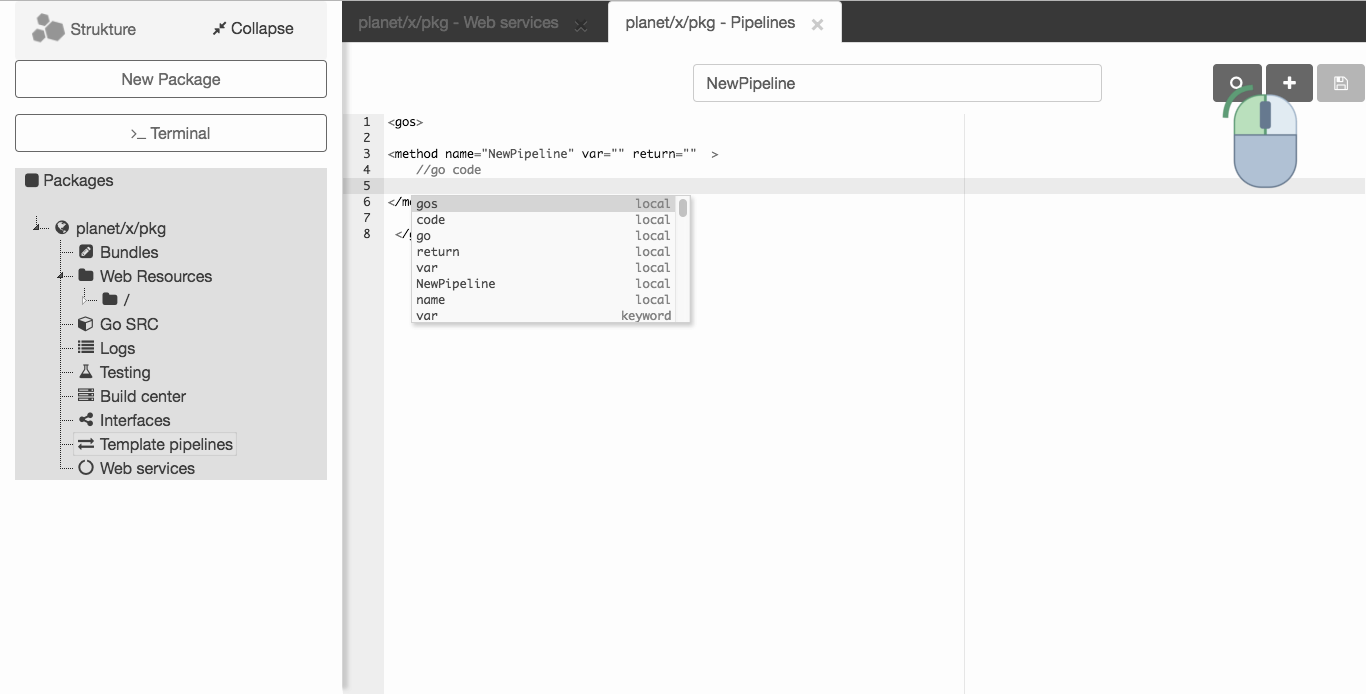 Strukture
Collapse
New Package
>_ Terminal
Packages
planet/x/pkg
Bundles
Web Resources
/
Go SRC
Logs
Testing
Build center
Interfaces
Template pipelines
Web services
planet/x/pkg - Web services
planet/x/pkg - Pipelines
NewPipeline
1 <gos>
2
3 <method name="NewPipeline" var="" return="" >
4 //go code
5
6 </me
7
8 </g
gos local
code local
go local
return local
var local
NewPipeline local
name local
var keyword